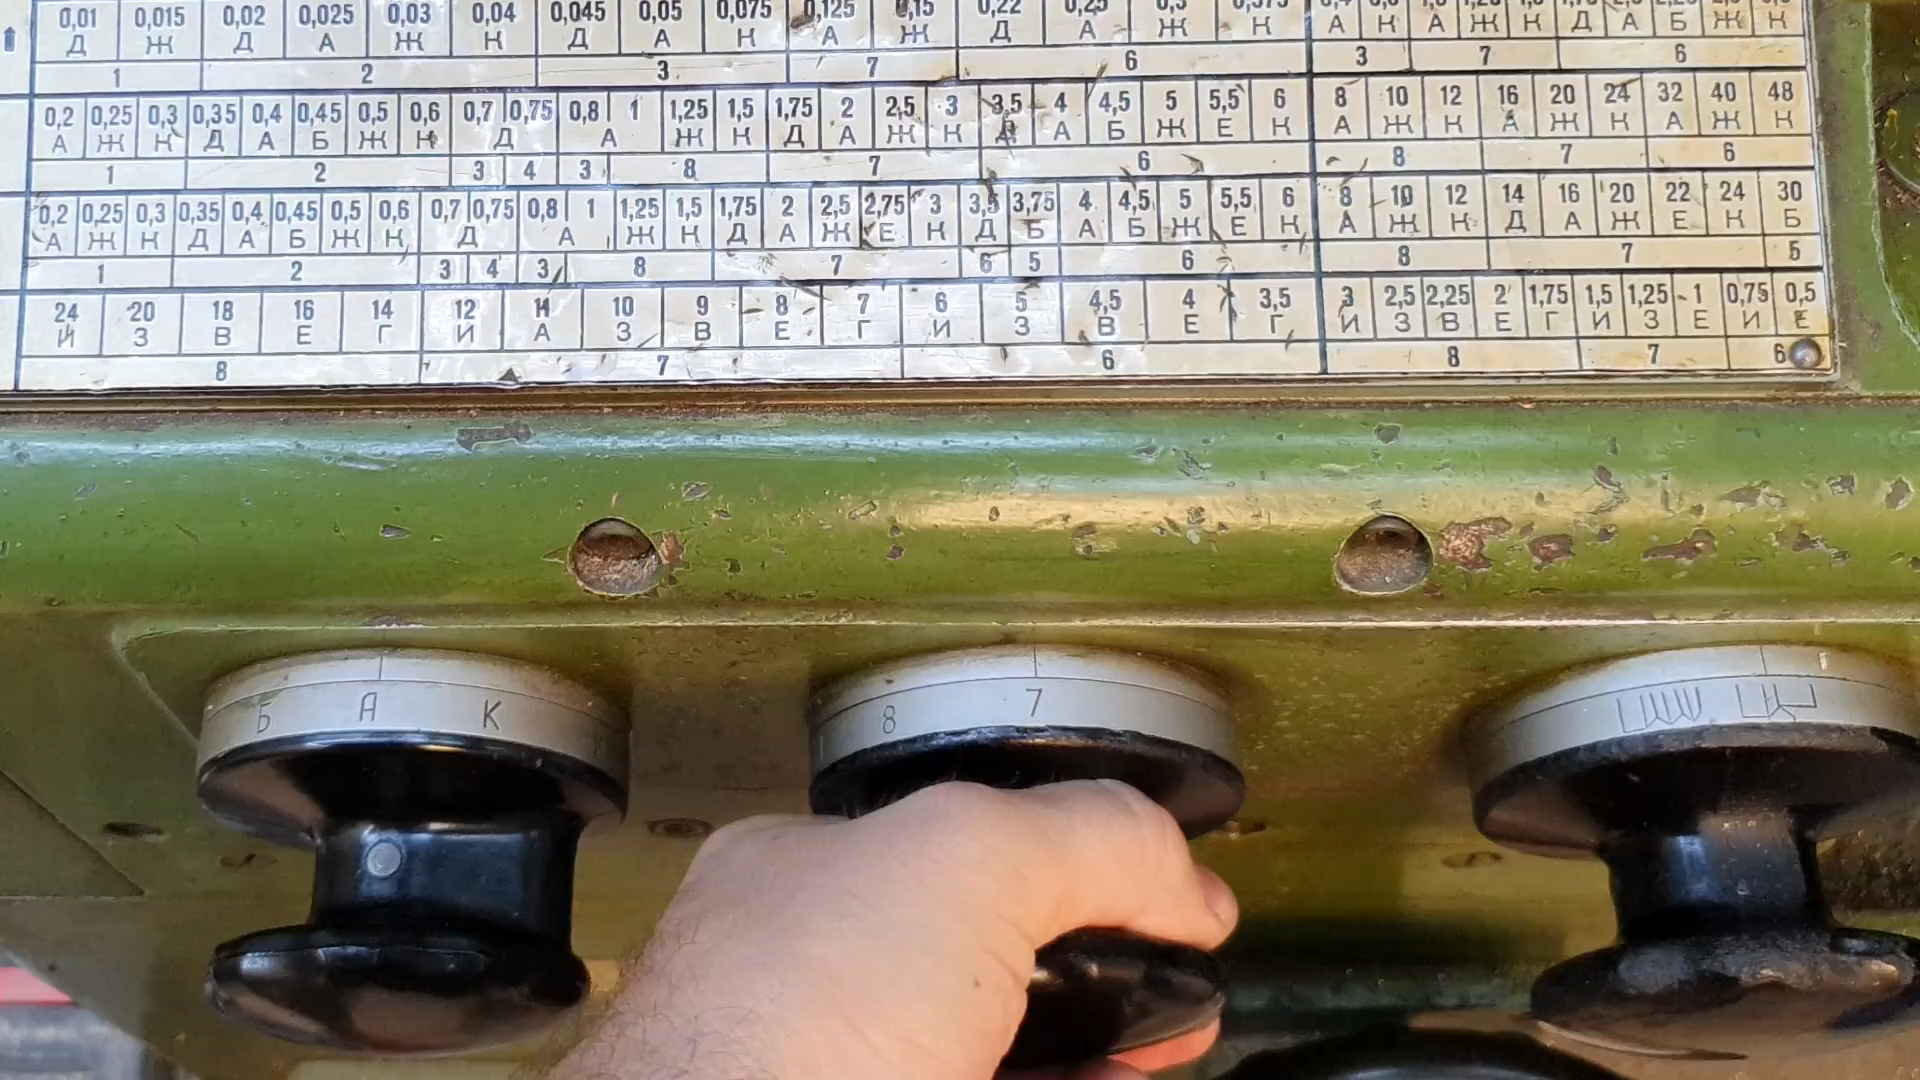 0,01 0,015 0,02 0,025 0,03 0,04 0,045 0,05 0,075 0,125 0,15 0,22 0,25
Д Ж Д А Ж Н Д А Н А Ж Д А Ж Н А Н А Ж Н Д А Б Ж Н
1 2 3 7 6 3 7 6
0,2 0,25 0,3 0,35 0,4 0,45 0,5 0,6 0,7 0,75 0,8 1 1,25 1,5 1,75 2 2,5 3 3,5 4 4,5 5 5,5 6 8 10 12 16 20 24 32 40 48
А Ж Н Д А Б Ж Н Д А Ж Н Д А Ж Н Д А Б Ж Е Н А Ж Н А Ж Н А Ж Н
1 2 3 4 3 8 7 6 8 7 6
0,2 0,25 0,3 0,35 0,4 0,45 0,5 0,6 0,7 0,75 0,8 1 1,25 1,5 1,75 2 2,5 2,75 3 3,5 3,75 4 4,5 5 5,5 6 8 10 12 14 16 20 22 24 30
А Ж Н Д А Б Ж Н Д А Ж Н Д А Ж Е Н Д Б А Б Ж Е Н А Ж Н Д А Ж Е Н Б
1 2 3 4 3 8 7 6 5 6 8 7 5
24 20 18 16 14 12 11 10 9 8 7 6 5 4,5 4 3,5 3 2,5 2,25 2 1,75 1,5 1,25 1 0,75 0,5
И З В Е Г И А З В Е Г И З В Е Г И З В Е Г И З Е И Е
8 7 6 8 7 6
Б А К
8 7